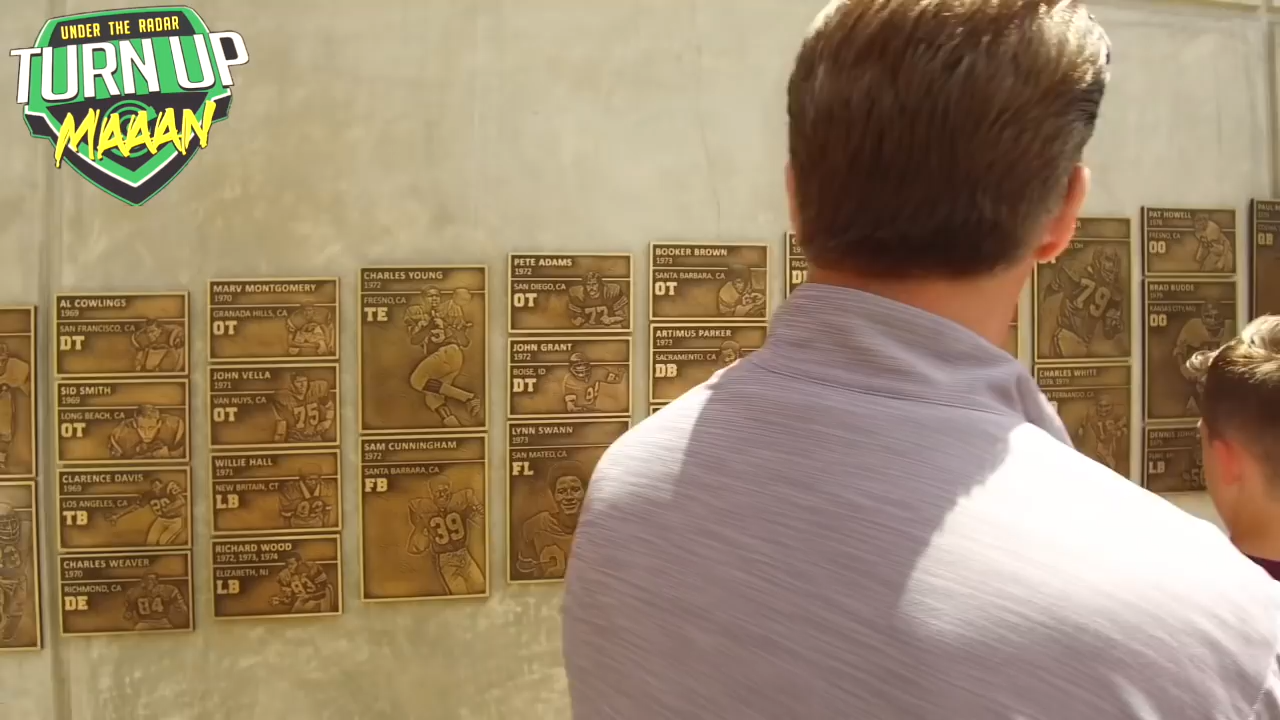 UNDER THE RADAR
TURN UP
MAAAN
AL COWLINGS
1969
SAN FRANCISCO, CA
DT
SID SMITH
1969
LONG BEACH, CA
OT
CLARENCE DAVIS
1969
LOS ANGELES, CA
TB
CHARLES WEAVER
1970
RICHMOND, CA
DE
84
MARV MONTGOMERY
1970
GRANADA HILLS, CA
OT
JOHN VELLA
1971
VAN NUYS, CA
OT
75
WILLIE HALL
1971
NEW BRITAIN, CT
LB
RICHARD WOOD
1972, 1973, 1974
ELIZABETH, NJ
LB
83
CHARLES YOUNG
1972
FRESNO, CA
TE
SAM CUNNINGHAM
1972
SANTA BARBARA, CA
FB
39
PETE ADAMS
1972
SAN DIEGO, CA
OT
77
JOHN GRANT
1972
BOISE, ID
DT
LYNN SWANN
1973
SAN MATEO, CA
FL
BOOKER BROWN
1973
SANTA BARBARA, CA
OT
ARTIMUS PARKER
1973
SACRAMENTO, CA
DB
79
CHARLES WHITE
PAT HOWELL
1978
FRESNO, CA
OG
BRAD BUDDE
1979
KANSAS CITY, MO
OG
DENNIS
LB
PAUL